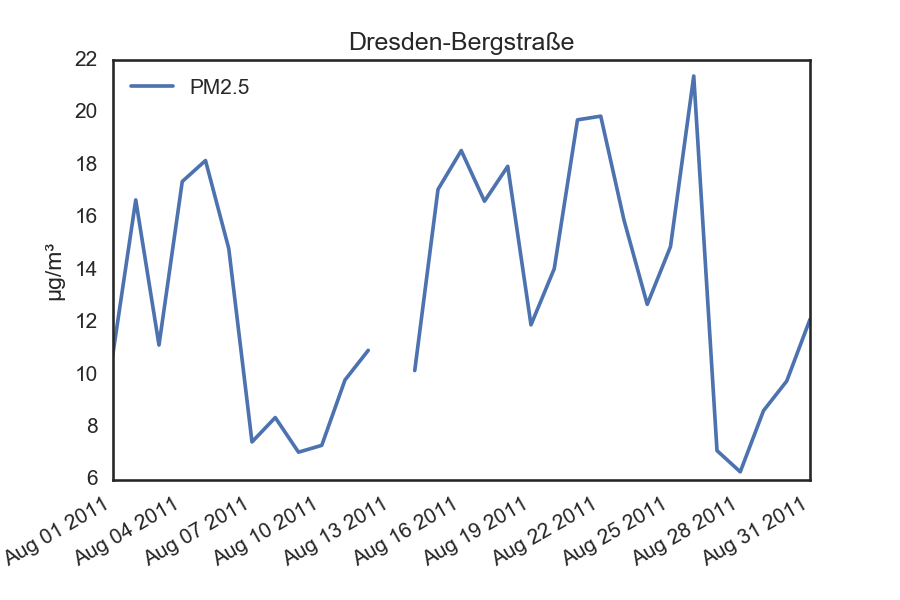 Dresden-Bergstraße
22
20
18
16
14
12
10
8
6
µg/m³
PM2.5
Aug 01 2011
Aug 04 2011
Aug 07 2011
Aug 10 2011
Aug 13 2011
Aug 16 2011
Aug 19 2011
Aug 22 2011
Aug 25 2011
Aug 28 2011
Aug 31 2011